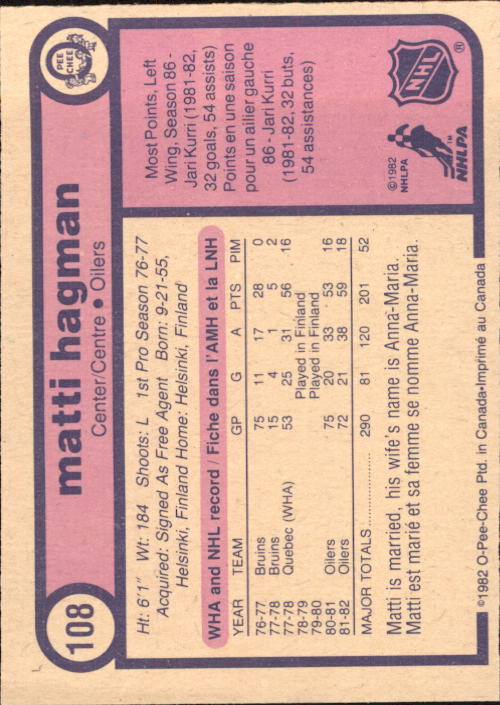 108
matti hagman
Center/Centre • Oilers
O
PEE
CHEE
Ht: 6'1" Wt: 184 Shoots: L 1st Pro Season 76-77
Acquired: Signed As Free Agent Born: 9-21-55,
Helsinki, Finland Home: Helsinki, Finland
WHA and NHL record / Fiche dans l'AMH et la LNH
YEAR TEAM GP G A PTS PIM
76-77 Bruins 75 11 17 28 0
77-78 Bruins 15 4 1 5 2
77-78 Quebec (WHA) 53 25 31 56 16
78-79 Played in Finland
79-80 Played in Finland
80-81 Oilers 75 20 33 53 16
81-82 Oilers 72 21 38 59 18
MAJOR TOTALS 290 81 120 201 52
Matti is married, his wife's name is Anna-Maria.
Matti est marié et sa femme se nomme Anna-Maria.
Most Points, Left
Wing, Season 86 -
Jari Kurri (1981-82,
32 goals, 54 assists)
Points en une saison
pour un ailier gauche
86 - Jari Kurri
(1981-82, 32 buts,
54 assistances)
©1982
NHLPA
NHLPA™
NHL®
©1982 O-Pee-Chee Ptd. in Canada•Imprimé au Canada